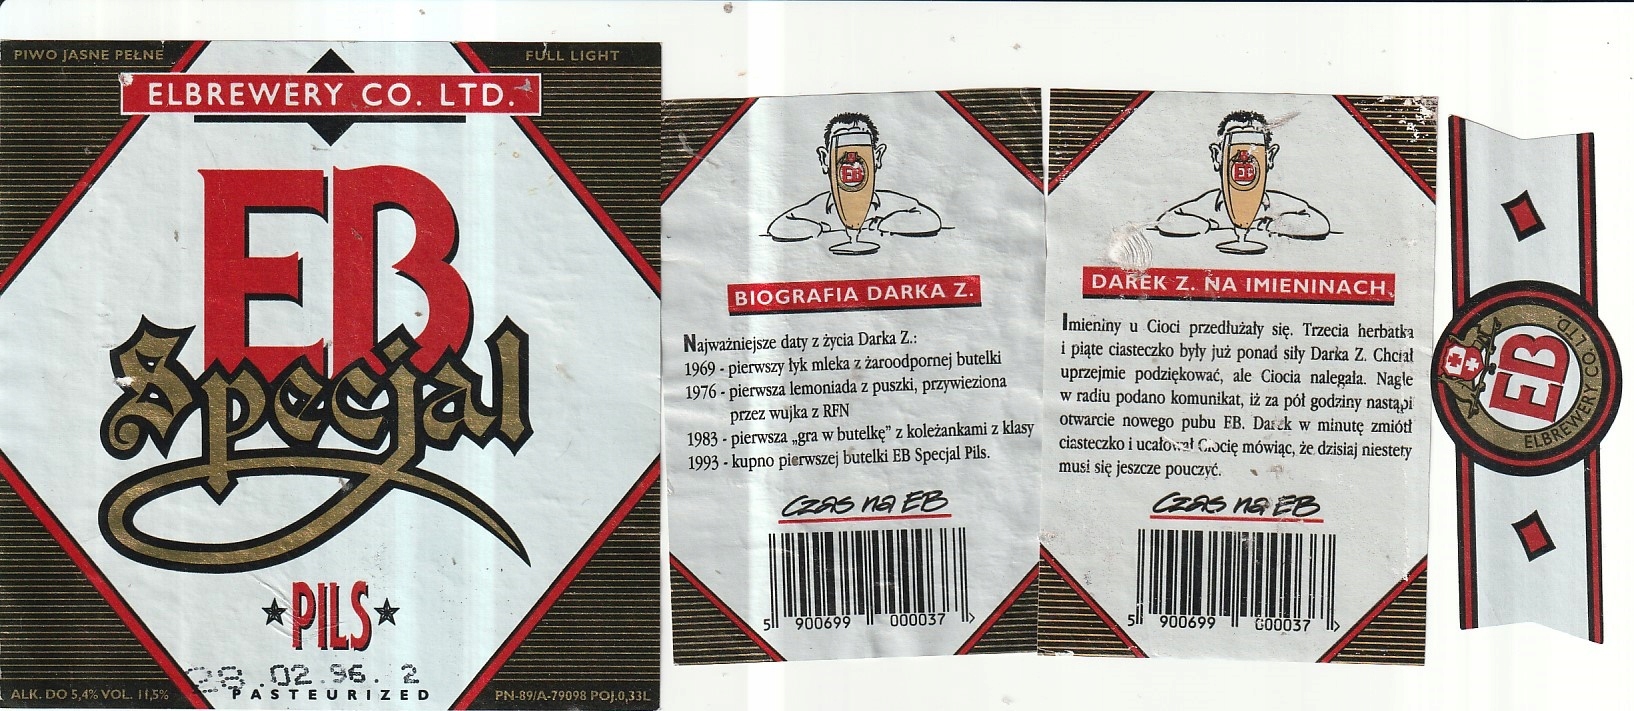 PIWO JASNE PEŁNE
FULL LIGHT
ELBREWERY CO. LTD.
EB
Specjal
PILS
28.02.96. 2
PASTEURIZED
ALK. DO 5,4% VOL. 11,5%
PN-89/A-79098 POJ.0,33L
EB
BIOGRAFIA DARKA Z.
Najważniejsze daty z życia Darka Z.:
1969 - pierwszy łyk mleka z żaroodpornej butelki
1976 - pierwsza lemoniada z puszki, przywieziona
przez wujka z RFN
1983 - pierwsza „gra w butelkę” z koleżankami z klasy
1993 - kupno pierwszej butelki EB Specjal Pils.
Czas na EB
5 900699 000037 >
EB
DAREK Z. NA IMIENINACH.
Imieniny u Cioci przedłużały się. Trzecia herbatka
i piąte ciasteczko były już ponad siły Darka Z. Chciał
uprzejmie podziękować, ale Ciocia nalegała. Nagle
w radiu podano komunikat, iż za pół godziny nastąpi
otwarcie nowego pubu EB. Darek w minutę zmiótł
ciasteczko i ucałował Ciocię mówiąc, że dzisiaj niestety
musi się jeszcze pouczyć.
Czas na EB
5 900699 000037 >
EB
ELBREWERY CO. LTD.